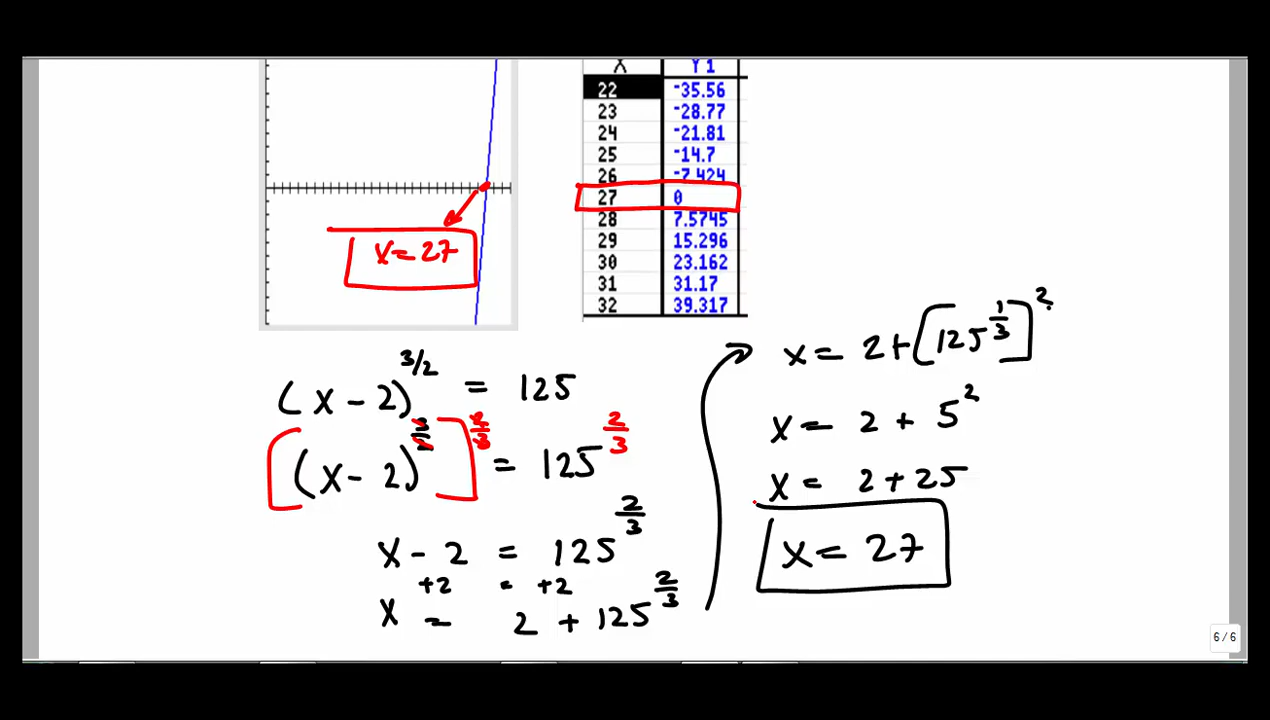 X Y1
22 -35.56
23 -28.77
24 -21.81
25 -14.7
26 -7.424
27 0
28 7.5745
29 15.296
30 23.162
31 31.17
32 39.317
x=27
(x-2)^3/2 = 125
[(x-2)^3/2]^2/3 = 125^2/3
x-2 = 125^2/3
+2 = +2
x = 2 + 125^2/3
x = 2+[125^1/3]^2
x = 2 + 5^2
x = 2+25
x = 27
6 / 6